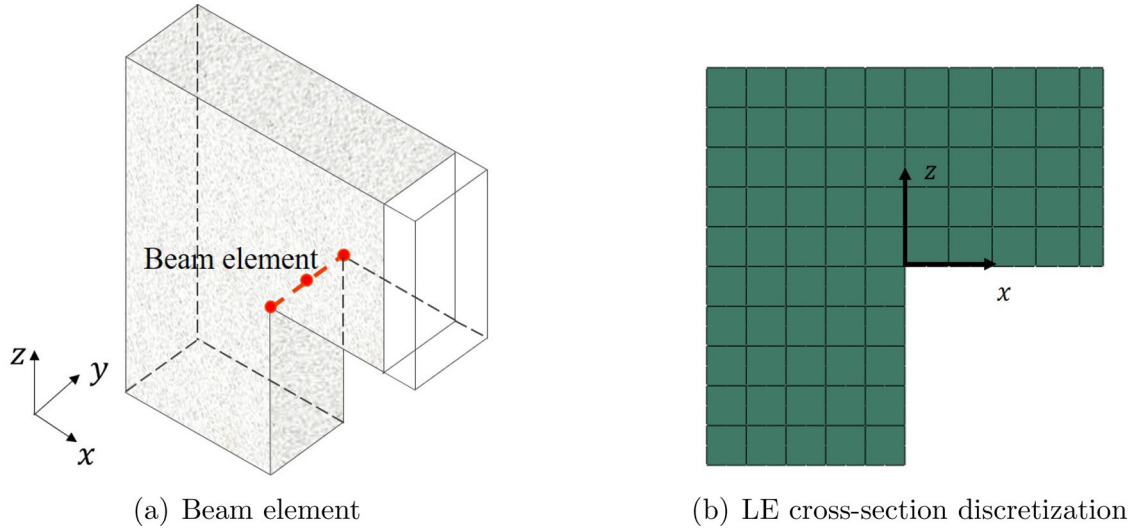 Beam element
z
y
x
z
x
(a) Beam element
(b) LE cross-section discretization